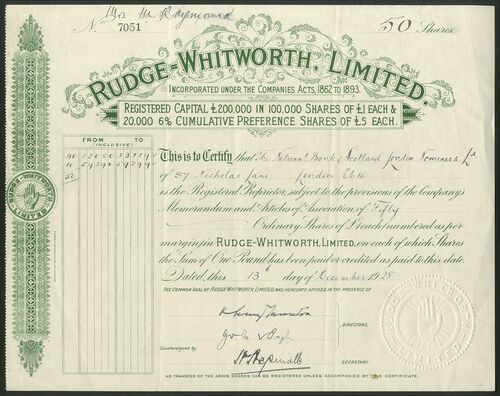 Mr Raymond
No. 7051
50 Shares.
RUDGE-WHITWORTH, LIMITED.
INCORPORATED UNDER THE COMPANIES ACTS, 1862 TO 1893.
REGISTERED CAPITAL £200,000 IN 100,000 SHARES OF £1 EACH &
20,000 6% CUMULATIVE PREFERENCE SHARES OF £5 EACH.
FROM TO
(INCLUSIVE)
This is to Certify that The National Bank of Scotland London Nominees Ld
of 37 Nicholas Lane London EC4
is the Registered Proprietor, subject to the provisions of the Company's
Memorandum and Articles of Association, of Fifty
Ordinary Shares of £1 each (numbered as per
margin) in RUDGE-WHITWORTH, LIMITED, on each of which Shares
the Sum of One Pound has been paid or credited as paid to this date.
Dated, this 13th day of December 1928
THE COMMON SEAL OF RUDGE-WHITWORTH, LIMITED, WAS HEREUNTO AFFIXED IN THE PRESENCE OF
DIRECTORS.
Countersigned by
SECRETARY
NO TRANSFER OF THE ABOVE SHARES CAN BE REGISTERED UNLESS ACCOMPANIED BY THIS CERTIFICATE.
RUDGE-WHITWORTH
LIMITED
RUDGE-WHITWORTH
LIMITED